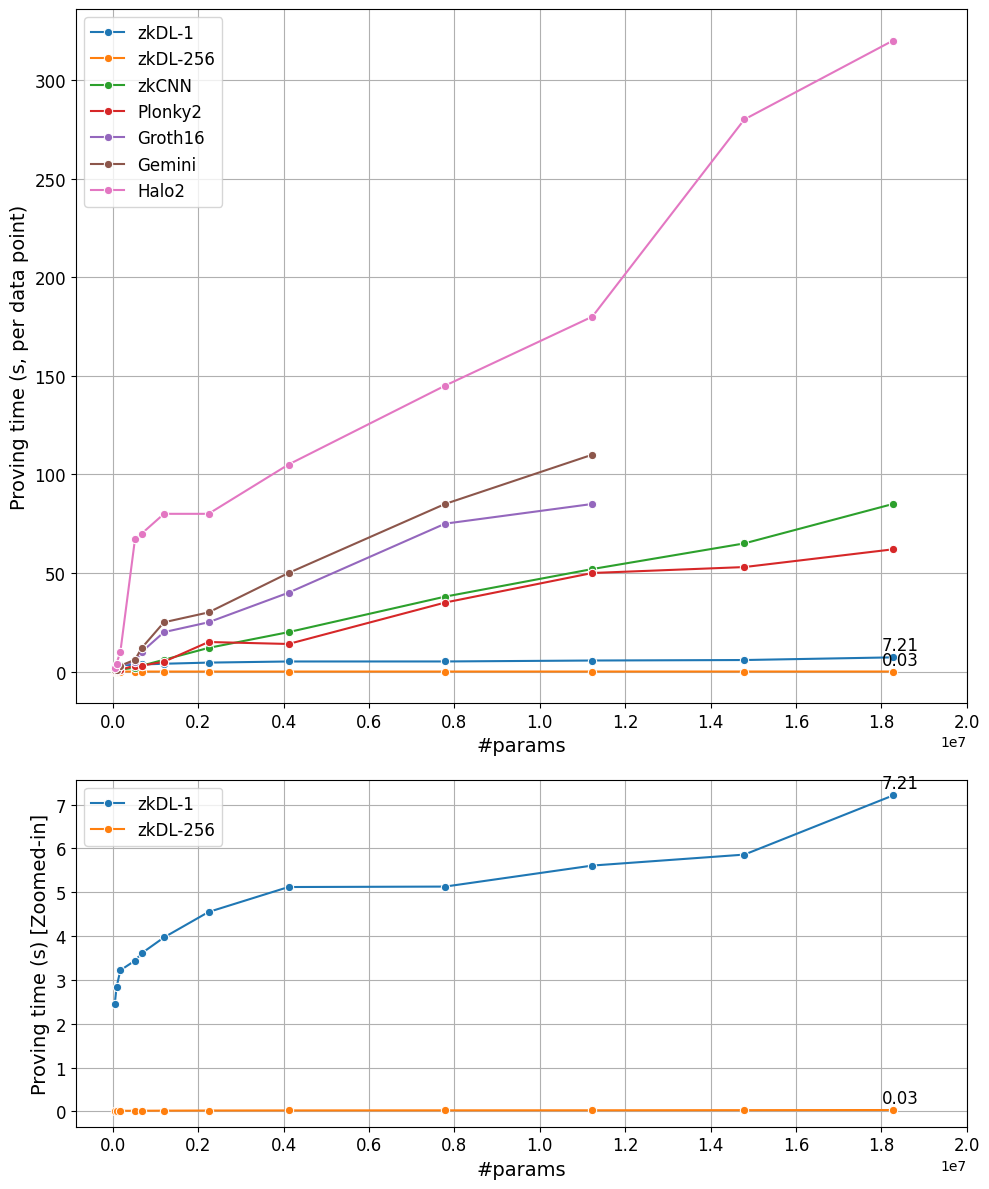 zkDL-1
zkDL-256
zkCNN
Plonky2
Groth16
Gemini
Halo2
Proving time (s, per data point)
300
250
200
150
100
50
0
7.21
0.03
0.0 0.2 0.4 0.6 0.8 1.0 1.2 1.4 1.6 1.8 2.0
1e7
#params
zkDL-1
zkDL-256
Proving time (s) [Zoomed-in]
7
6
5
4
3
2
1
0
7.21
0.03
0.0 0.2 0.4 0.6 0.8 1.0 1.2 1.4 1.6 1.8 2.0
1e7
#params